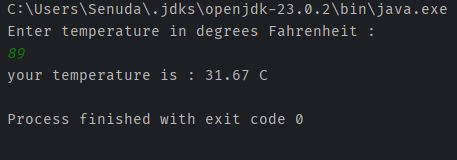 C:\Users\Senuda\.jdks\openjdk-23.0.2\bin\java.exe
Enter temperature in degrees Fahrenheit :
89
your temperature is : 31.67 C
Process finished with exit code 0